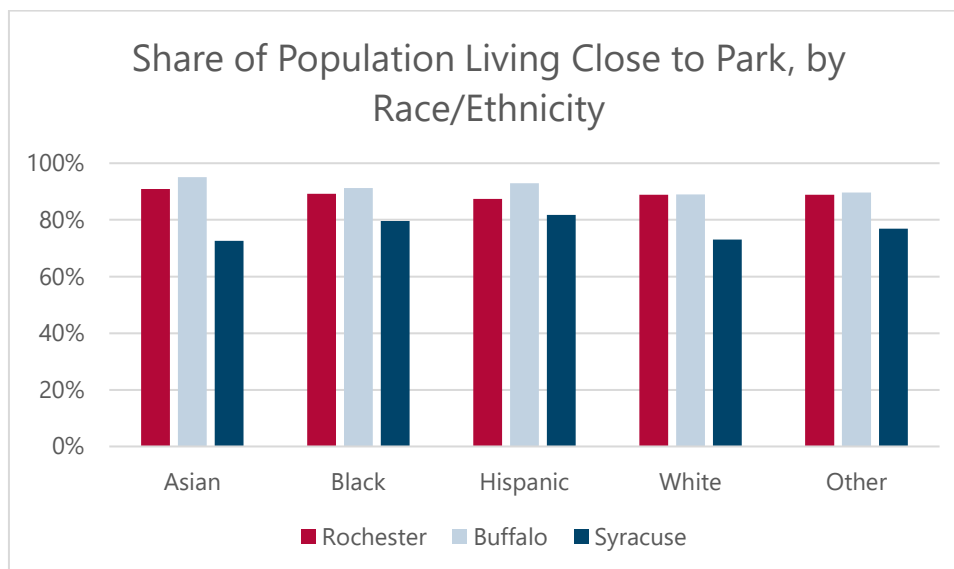 Share of Population Living Close to Park, by
Race/Ethnicity
100%
80%
60%
40%
20%
0%
Asian Black Hispanic White Other
Rochester Buffalo Syracuse